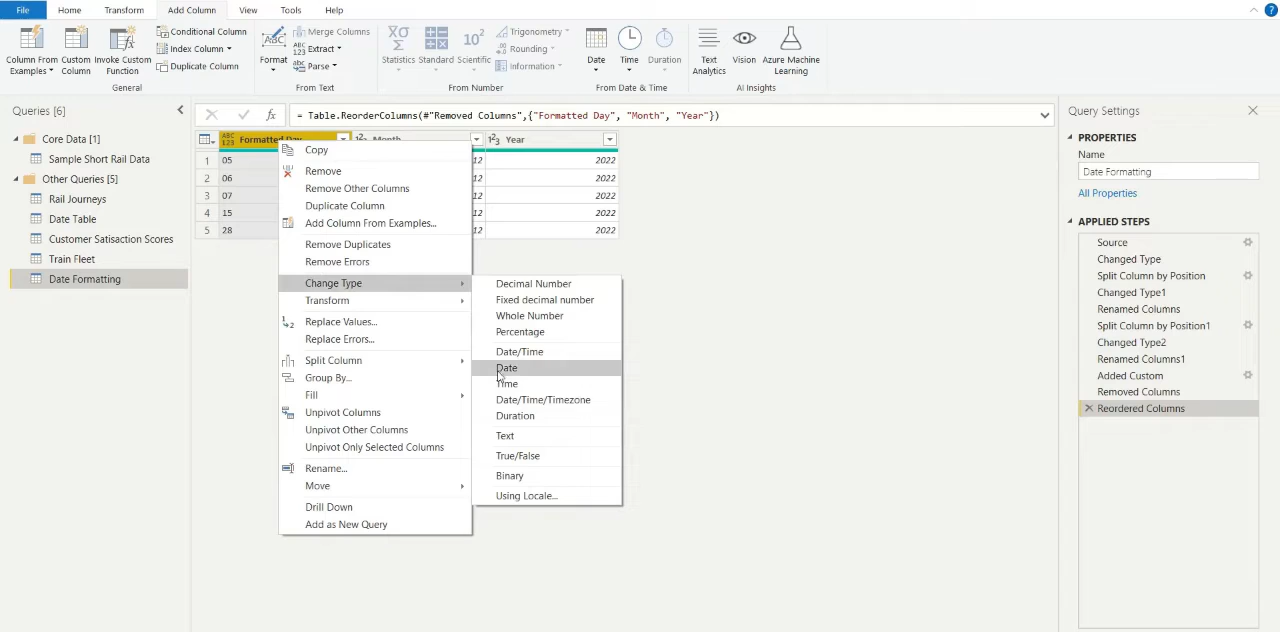 File Home Transform Add Column View Tools Help
Column From Examples
Custom Column
Invoke Custom Function
Conditional Column
Index Column
Duplicate Column
General
Format
Merge Columns
Extract
Parse
From Text
Statistics
Standard
Scientific
Trigonometry
Rounding
Information
From Number
Date
Time
Duration
From Date & Time
Text Analytics
Vision
Azure Machine Learning
AI Insights
Queries [6]
Core Data [1]
Sample Short Rail Data
Other Queries [5]
Rail Journeys
Date Table
Customer Satisaction Scores
Train Fleet
Date Formatting
= Table.ReorderColumns(#"Removed Columns",{"Formatted Day", "Month", "Year"})
Formatted Day Month Year
1 05 12 2022
2 06 12 2022
3 07 12 2022
4 15 12 2022
5 28 12 2022
Copy
Remove
Remove Other Columns
Duplicate Column
Add Column From Examples...
Remove Duplicates
Remove Errors
Change Type
Transform
Replace Values...
Replace Errors...
Split Column
Group By...
Fill
Unpivot Columns
Unpivot Other Columns
Unpivot Only Selected Columns
Rename...
Move
Drill Down
Add as New Query
Decimal Number
Fixed decimal number
Whole Number
Percentage
Date/Time
Date
Time
Date/Time/Timezone
Duration
Text
True/False
Binary
Using Locale...
Query Settings
PROPERTIES
Name
Date Formatting
All Properties
APPLIED STEPS
Source
Changed Type
Split Column by Position
Changed Type1
Renamed Columns
Split Column by Position1
Changed Type2
Renamed Columns1
Added Custom
Removed Columns
Reordered Columns